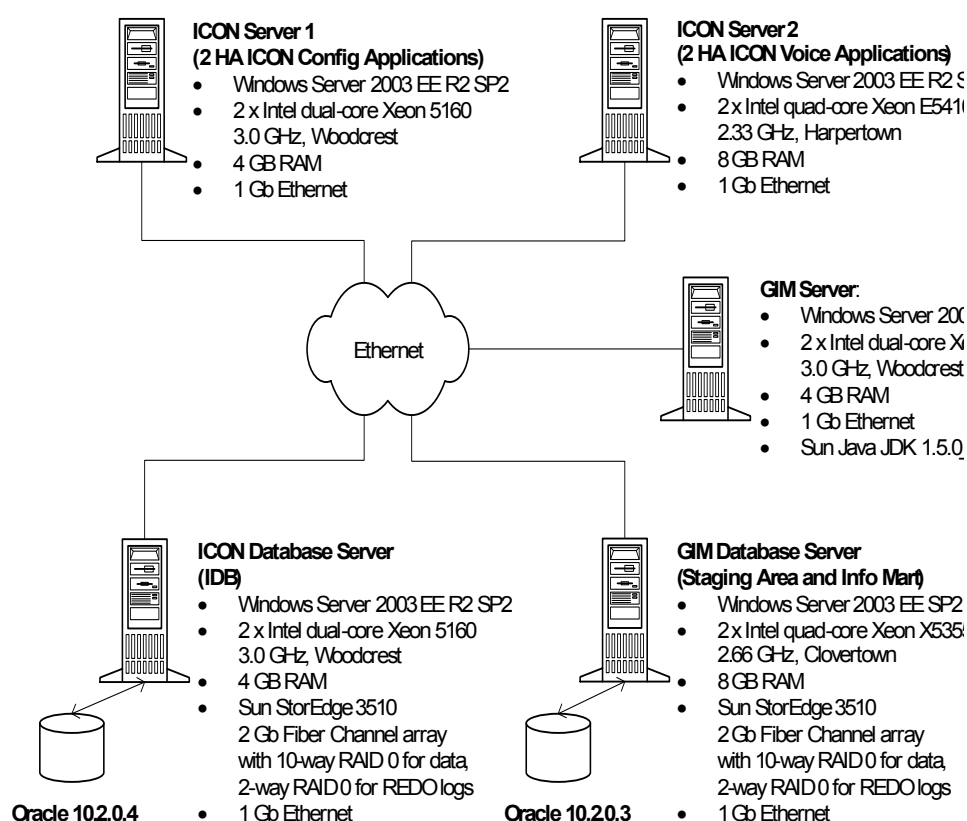 ICON Server 1
(2 HA ICON Config Applications)
• Windows Server 2003 EE R2 SP2
• 2 x Intel dual-core Xeon 5160
3.0 GHz, Woodcrest
• 4 GB RAM
• 1 Gb Ethernet
ICON Server 2
(2 HA ICON Voice Applications)
• Windows Server 2003 EE R2
• 2 x Intel quad-core Xeon
2.33 GHz, Harpertown
• 8 GB RAM
• 1 Gb Ethernet
Ethernet
GIM Server:
• Windows Server
• 2 x Intel dual-core
3.0 GHz, Woodcrest
• 4 GB RAM
• 1 Gb Ethernet
• Sun Java JDK 1.5.0_
ICON Database Server
(IDB)
• Windows Server 2003 EE R2 SP2
• 2 x Intel dual-core Xeon 5160
3.0 GHz, Woodcrest
• 4 GB RAM
• Sun StorEdge 3510
2 Gb Fiber Channel array
with 10-way RAID 0 for data,
2-way RAID 0 for REDO logs
• 1 Gb Ethernet
Oracle 10.2.0.4
GIM Database Server
(Staging Area and Info Mart)
• Windows Server 2003 EE SP2
• 2 x Intel quad-core Xeon X5355
2.66 GHz, Clovertown
• 8 GB RAM
• Sun StorEdge 3510
2 Gb Fiber Channel array
with 10-way RAID 0 for data,
2-way RAID 0 for REDO logs
• 1 Gb Ethernet
Oracle 10.2.0.3